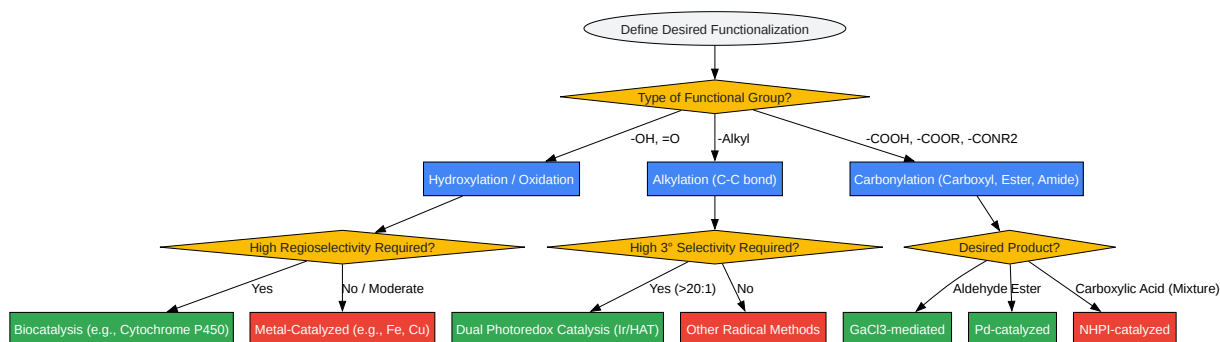 Define Desired Functionalization
Type of Functional Group?
-OH, =O
-Alkyl
-COOH, -COOR, -CONR2
Hydroxylation / Oxidation
Alkylation (C-C bond)
Carbonylation (Carboxyl, Ester, Amide)
High Regioselectivity Required?
High 3° Selectivity Required?
Desired Product?
Yes
No / Moderate
Yes (>20:1)
No
Aldehyde
Ester
Carboxylic Acid (Mixture)
Biocatalysis (e.g., Cytochrome P450)
Metal-Catalyzed (e.g., Fe, Cu)
Dual Photoredox Catalysis (Ir/HAT)
Other Radical Methods
GaCl3-mediated
Pd-catalyzed
NHPI-catalyzed